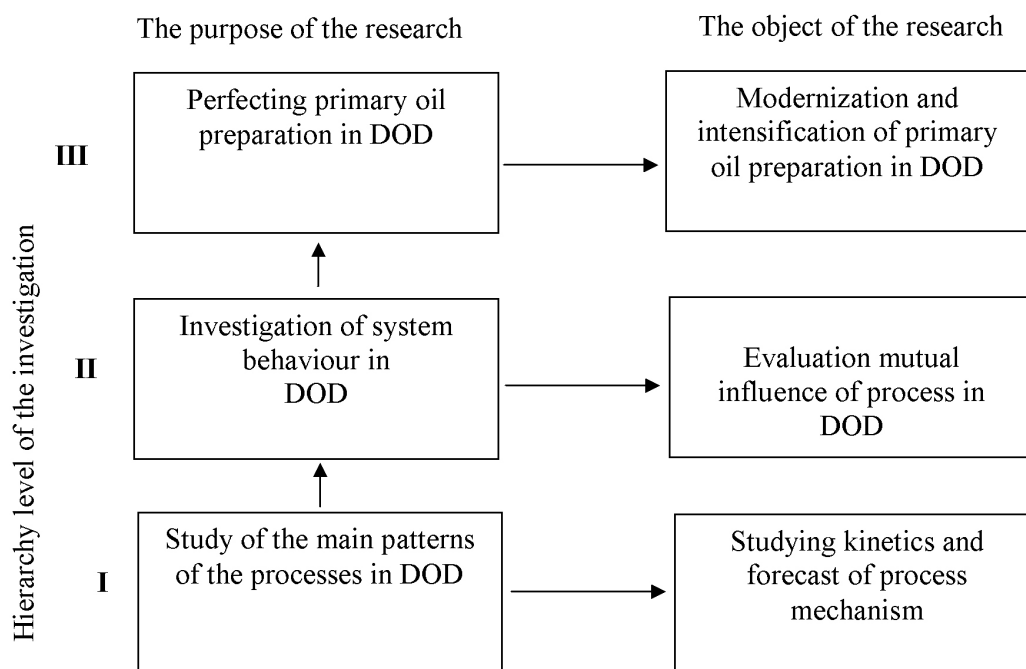 The purpose of the research
The object of the research
Hierarchy level of the investigation
III
Perfecting primary oil
preparation in DOD
Modernization and
intensification of primary
oil preparation in DOD
II
Investigation of system
behaviour in
DOD
Evaluation mutual
influence of process in
DOD
I
Study of the main patterns
of the processes in DOD
Studying kinetics and
forecast of process
mechanism